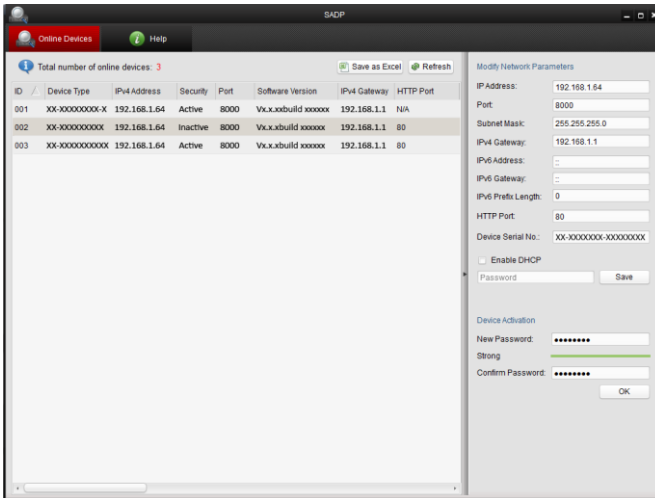 SADP
Online Devices Help
Total number of online devices: 3 Save as Excel Refresh
ID Device Type IPv4 Address Security Port Software Version IPv4 Gateway HTTP Port
001 XX-XXXXXXXX-X 192.168.1.64 Active 8000 Vx.x.xxbuild xxxxxx 192.168.1.1 N/A
002 XX-XXXXXXXXX 192.168.1.64 Inactive 8000 Vx.x.xxbuild xxxxxx 192.168.1.1 80
003 XX-XXXXXXXXXX 192.168.1.64 Active 8000 Vx.x.xxbuild xxxxxx 192.168.1.1 80
Modify Network Parameters
IP Address: 192.168.1.64
Port: 8000
Subnet Mask: 255.255.255.0
IPv4 Gateway: 192.168.1.1
IPv6 Address: ::
IPv6 Gateway: ::
IPv6 Prefix Length: 0
HTTP Port: 80
Device Serial No.: XX-XXXXXXX-XXXXXXXX
Enable DHCP
Password Save
Device Activation
New Password: ••••••••
Strong
Confirm Password: ••••••••
OK